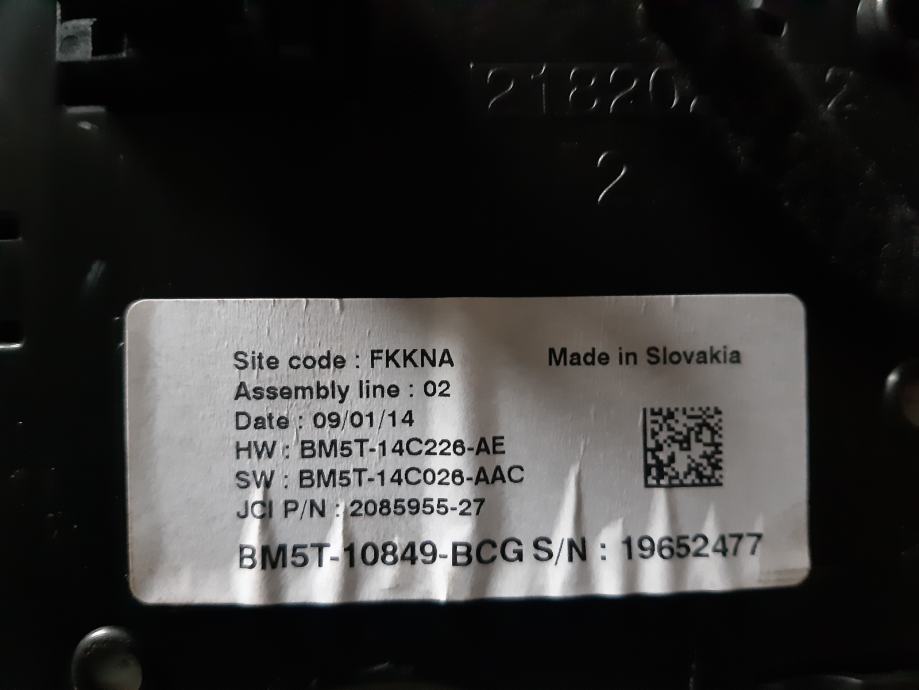 2
Site code : FKKNA
Made in Slovakia
Assembly line : 02
Date : 09/01/14
HW : BM5T-14C226-AE
SW : BM5T-14C026-AAC
JCI P/N : 2085955-27
BM5T-10849-BCG S/N : 19652477